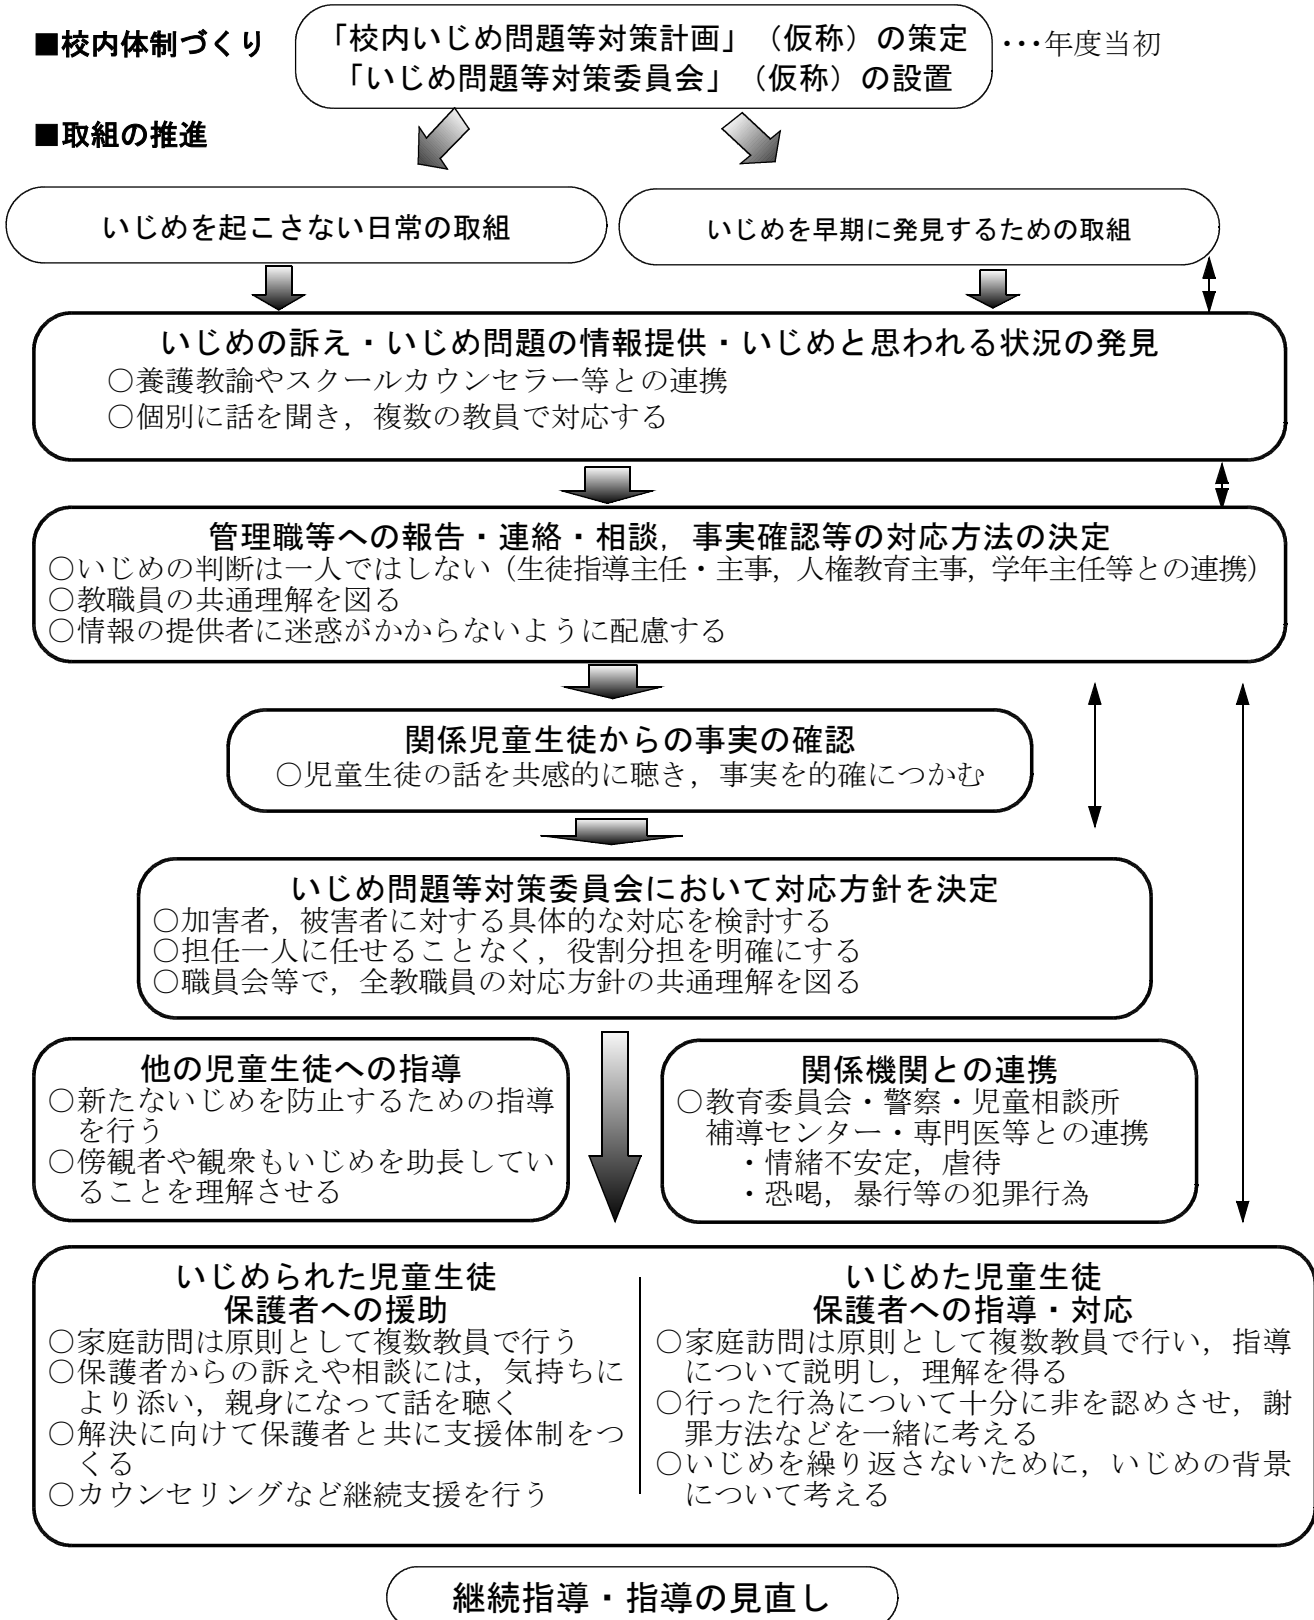 ■校内体制づくり
「校内いじめ問題等対策計画」（仮称）の策定
「いじめ問題等対策委員会」（仮称）の設置
･･･年度当初
■取組の推進
いじめを起こさない日常の取組
いじめを早期に発見するための取組
いじめの訴え・いじめ問題の情報提供・いじめと思われる状況の発見
○養護教諭やスクールカウンセラー等との連携
○個別に話を聞き，複数の教員で対応する
管理職等への報告・連絡・相談，事実確認等の対応方法の決定
○いじめの判断は一人ではしない（生徒指導主任・主事，人権教育主事，学年主任等との連携）
○教職員の共通理解を図る
○情報の提供者に迷惑がかからないように配慮する
関係児童生徒からの事実の確認
○児童生徒の話を共感的に聴き，事実を的確につかむ
いじめ問題等対策委員会において対応方針を決定
○加害者，被害者に対する具体的な対応を検討する
○担任一人に任せることなく，役割分担を明確にする
○職員会等で，全教職員の対応方針の共通理解を図る
他の児童生徒への指導
○新たないじめを防止するための指導
を行う
○傍観者や観衆もいじめを助長してい
ることを理解させる
関係機関との連携
○教育委員会・警察・児童相談所
補導センター・専門医等との連携
・情緒不安定，虐待
・恐喝，暴行等の犯罪行為
いじめられた児童生徒
保護者への援助
○家庭訪問は原則として複数教員で行う
○保護者からの訴えや相談には，気持ちに
より添い，親身になって話を聴く
○解決に向けて保護者と共に支援体制をつ
くる
○カウンセリングなど継続支援を行う
いじめた児童生徒
保護者への指導・対応
○家庭訪問は原則として複数教員で行い，指導
について説明し，理解を得る
○行った行為について十分に非を認めさせ，謝
罪方法などを一緒に考える
○いじめを繰り返さないために，いじめの背景
について考える
継続指導・指導の見直し